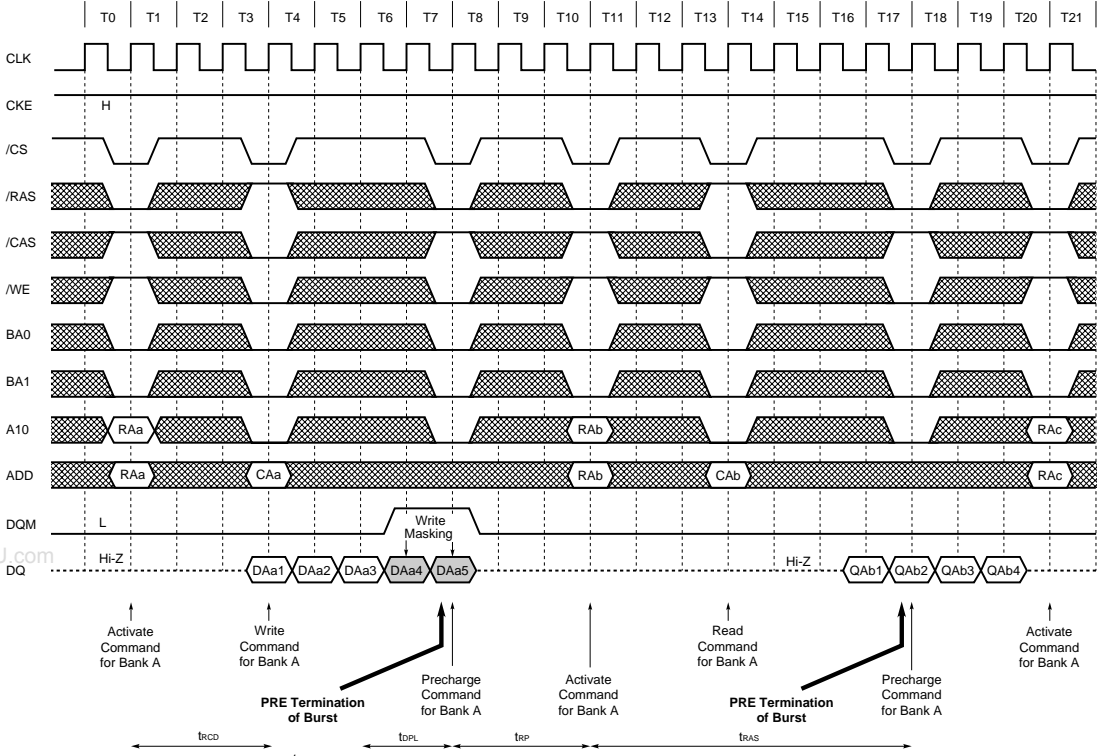 T0 T1 T2 T3 T4 T5 T6 T7 T8 T9 T10 T11 T12 T13 T14 T15 T16 T17 T18 T19 T20 T21
CLK
CKE H
/CS
/RAS
/CAS
/WE
BA0
BA1
A10 RAa RAb RAc
ADD RAa CAa RAb CAb RAc
DQM L Write
Masking
J.com
Hi-Z Hi-Z
DQ DAa1 DAa2 DAa3 DAa4 DAa5 QAb1 QAb2 QAb3 QAb4
Activate
Command
for Bank A
Write
Command
for Bank A
PRE Termination
of Burst
Precharge
Command
for Bank A
Activate
Command
for Bank A
Read
Command
for Bank A
PRE Termination
of Burst
Precharge
Command
for Bank A
Activate
Command
for Bank A
tRCD tDPL tRP tRAS